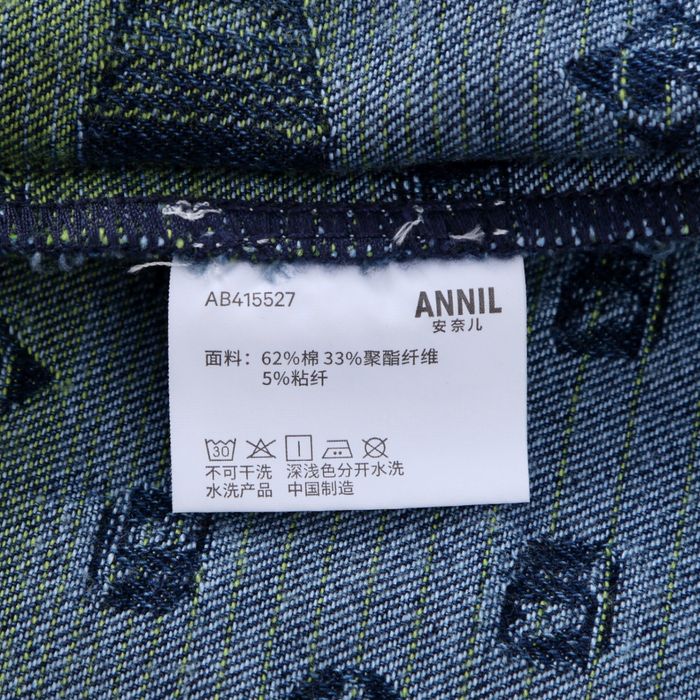 AB415527
ANNIL
安奈儿
面料：62%棉 33%聚酯纤维
5%粘纤
30
不可干洗 深浅色分开水洗
水洗产品 中国制造